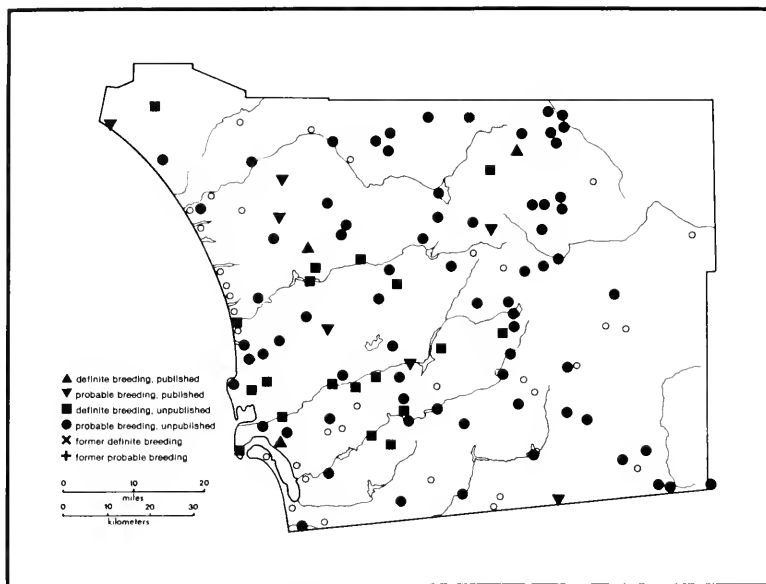 definite breeding, published
probable breeding, published
definite breeding, unpublished
probable breeding, unpublished
former definite breeding
former probable breeding
0 10 20
miles
0 10 20 30
kilometers